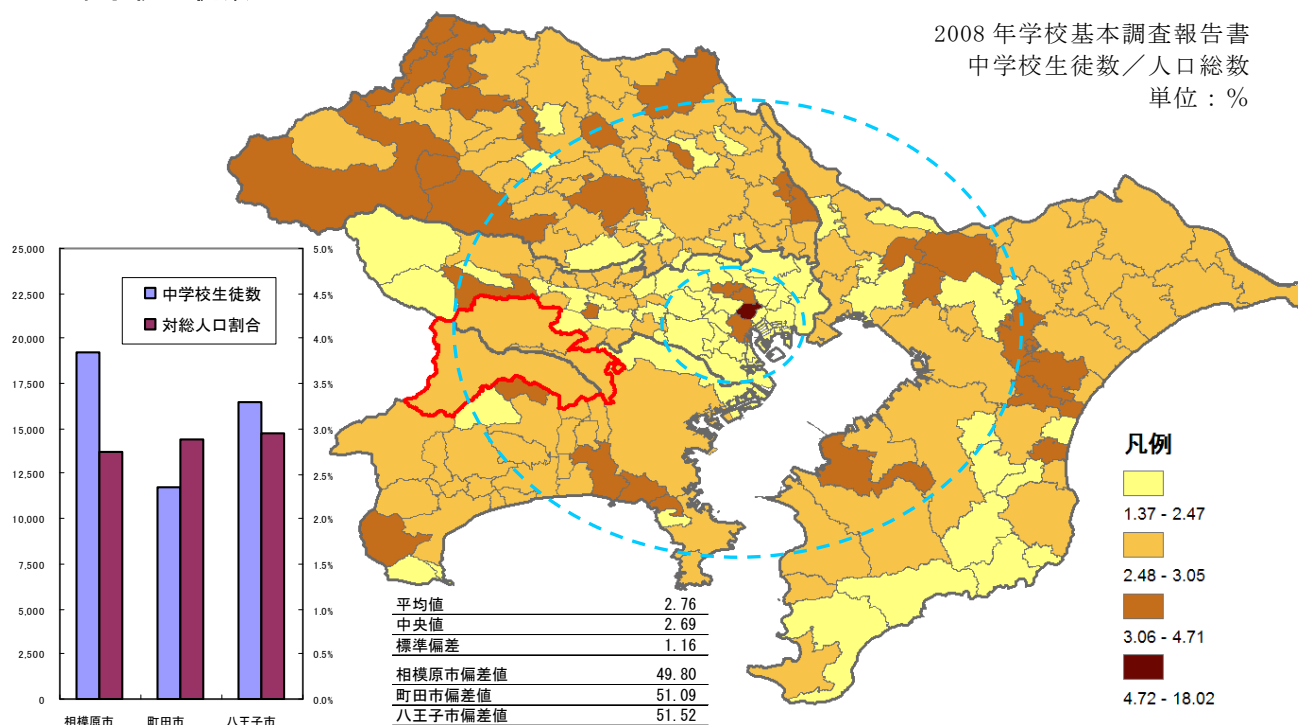 2008 年学校基本調査報告書
中学校生徒数／人口総数
単位：%
25,000
22,500
20,000
17,500
15,000
12,500
10,000
7,500
5,000
2,500
0
5.0%
4.5%
4.0%
3.5%
3.0%
2.5%
2.0%
1.5%
1.0%
0.5%
0.0%
中学校生徒数
対総人口割合
相模原市
町田市
八王子市
平均値 2.76
中央値 2.69
標準偏差 1.16
相模原市偏差値 49.80
町田市偏差値 51.09
八王子市偏差値 51.52
凡例
1.37 - 2.47
2.48 - 3.05
3.06 - 4.71
4.72 - 18.02